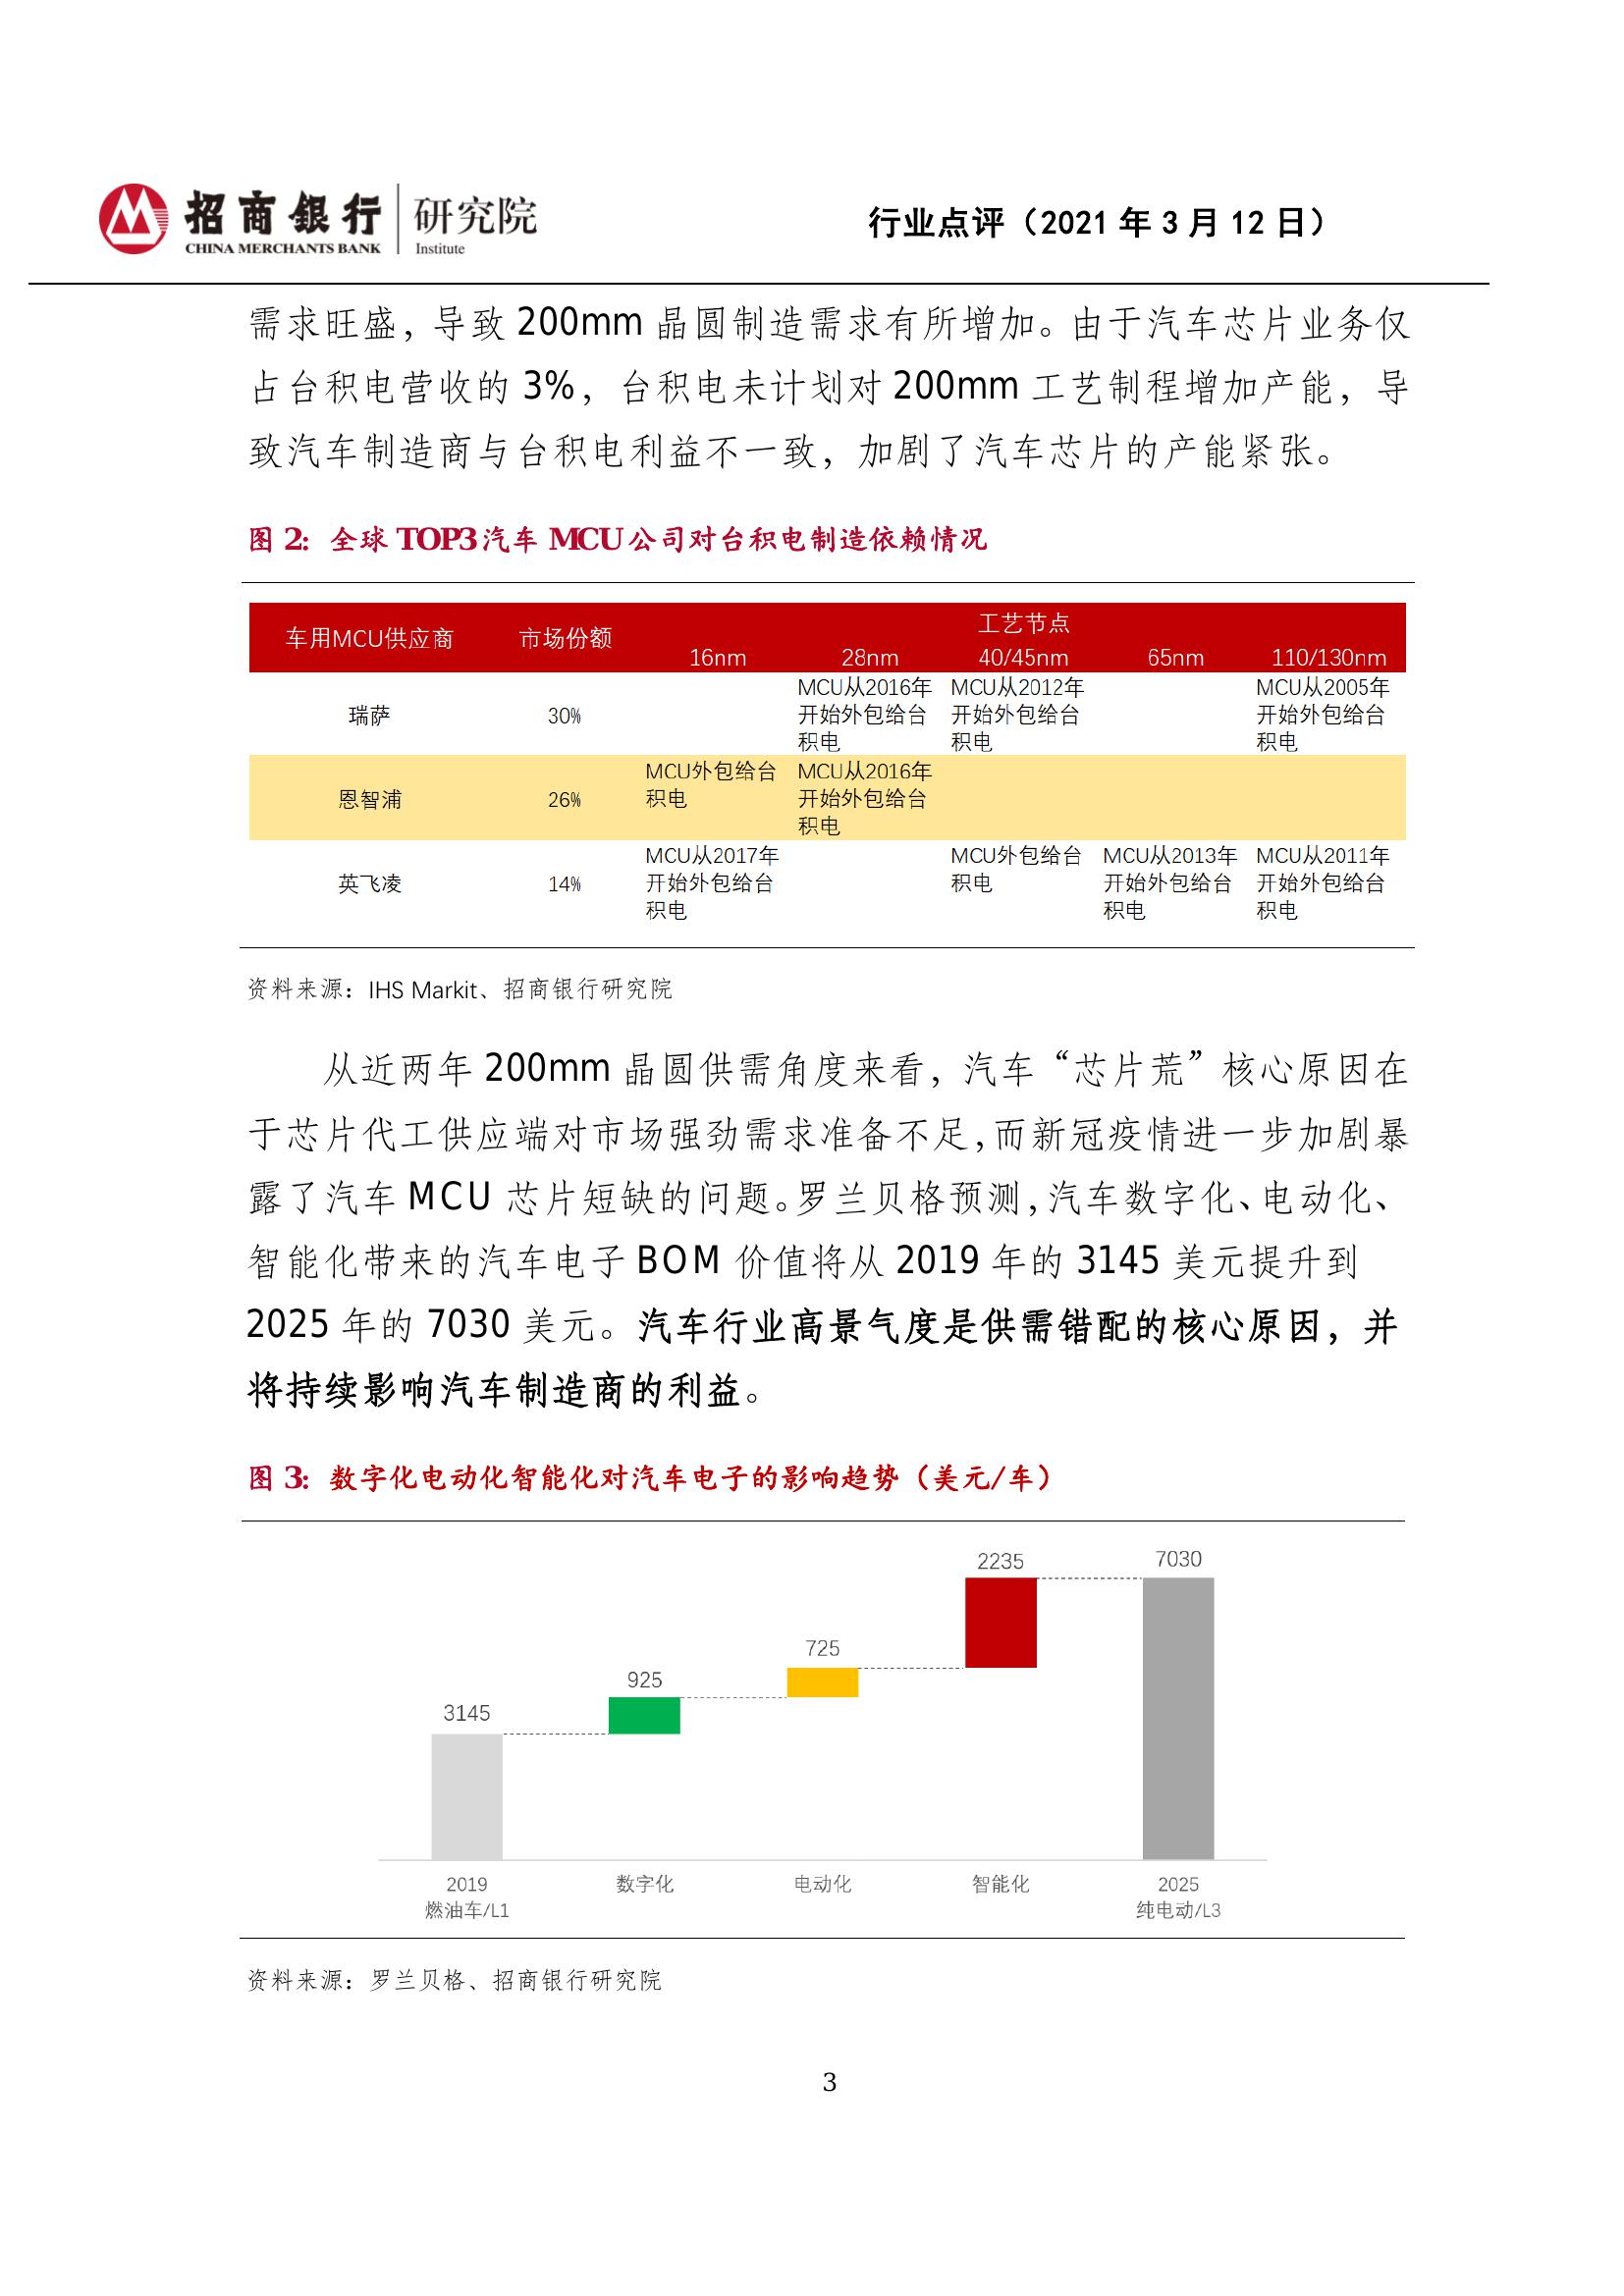 招商银行 研究院
CHINA MERCHANTS BANK Institute
行业点评（2021 年 3 月 12 日）
需求旺盛，导致 200mm 晶圆制造需求有所增加。由于汽车芯片业务仅
占台积电营收的 3%，台积电未计划对 200mm 工艺制程增加产能，导
致汽车制造商与台积电利益不一致，加剧了汽车芯片的产能紧张。
图 2：全球 TOP3 汽车 MCU 公司对台积电制造依赖情况
车用MCU供应商 市场份额 工艺节点
16nm 28nm 40/45nm 65nm 110/130nm
瑞萨 30% MCU从2016年开始外包给台积电 MCU从2012年开始外包给台积电 MCU从2005年开始外包给台积电
恩智浦 26% MCU外包给台积电 MCU从2016年开始外包给台积电
英飞凌 14% MCU从2017年开始外包给台积电 MCU外包给台积电 MCU从2013年开始外包给台积电 MCU从2011年开始外包给台积电
资料来源：IHS Markit、招商银行研究院
从近两年 200mm 晶圆供需角度来看，汽车“芯片荒”核心原因在
于芯片代工供应端对市场强劲需求准备不足，而新冠疫情进一步加剧暴
露了汽车 MCU 芯片短缺的问题。罗兰贝格预测，汽车数字化、电动化、
智能化带来的汽车电子 BOM 价值将从 2019 年的 3145 美元提升到
2025 年的 7030 美元。汽车行业高景气度是供需错配的核心原因，并
将持续影响汽车制造商的利益。
图 3：数字化电动化智能化对汽车电子的影响趋势（美元/车）
3145
925
725
2235
7030
2019 数字化 电动化 智能化 2025
燃油车/L1 纯电动/L3
资料来源：罗兰贝格、招商银行研究院
3